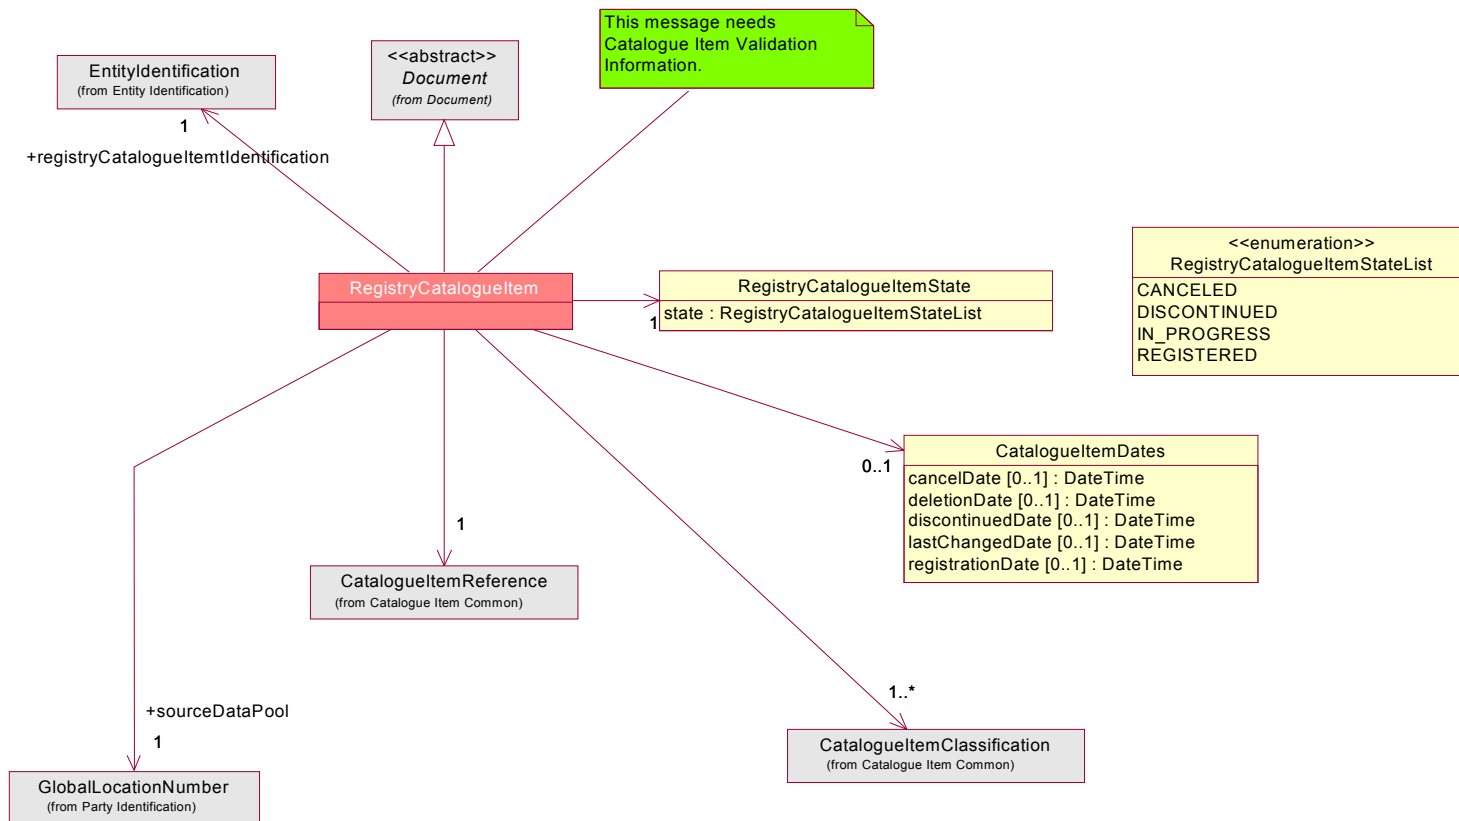 This message needs
Catalogue Item Validation
Information.
<<abstract>>
Document
(from Document)
EntityIdentification
(from Entity Identification)
1
+registryCatalogueItemtIdentification
<<enumeration>>
RegistryCatalogueItemStateList
CANCELED
DISCONTINUED
IN_PROGRESS
REGISTERED
RegistryCatalogueItem
RegistryCatalogueItemState
state : RegistryCatalogueItemStateList
1
CatalogueItemDates
cancelDate [0..1] : DateTime
deletionDate [0..1] : DateTime
discontinuedDate [0..1] : DateTime
lastChangedDate [0..1] : DateTime
registrationDate [0..1] : DateTime
0..1
1
CatalogueItemReference
(from Catalogue Item Common)
1..*
CatalogueItemClassification
(from Catalogue Item Common)
+sourceDataPool
1
GlobalLocationNumber
(from Party Identification)